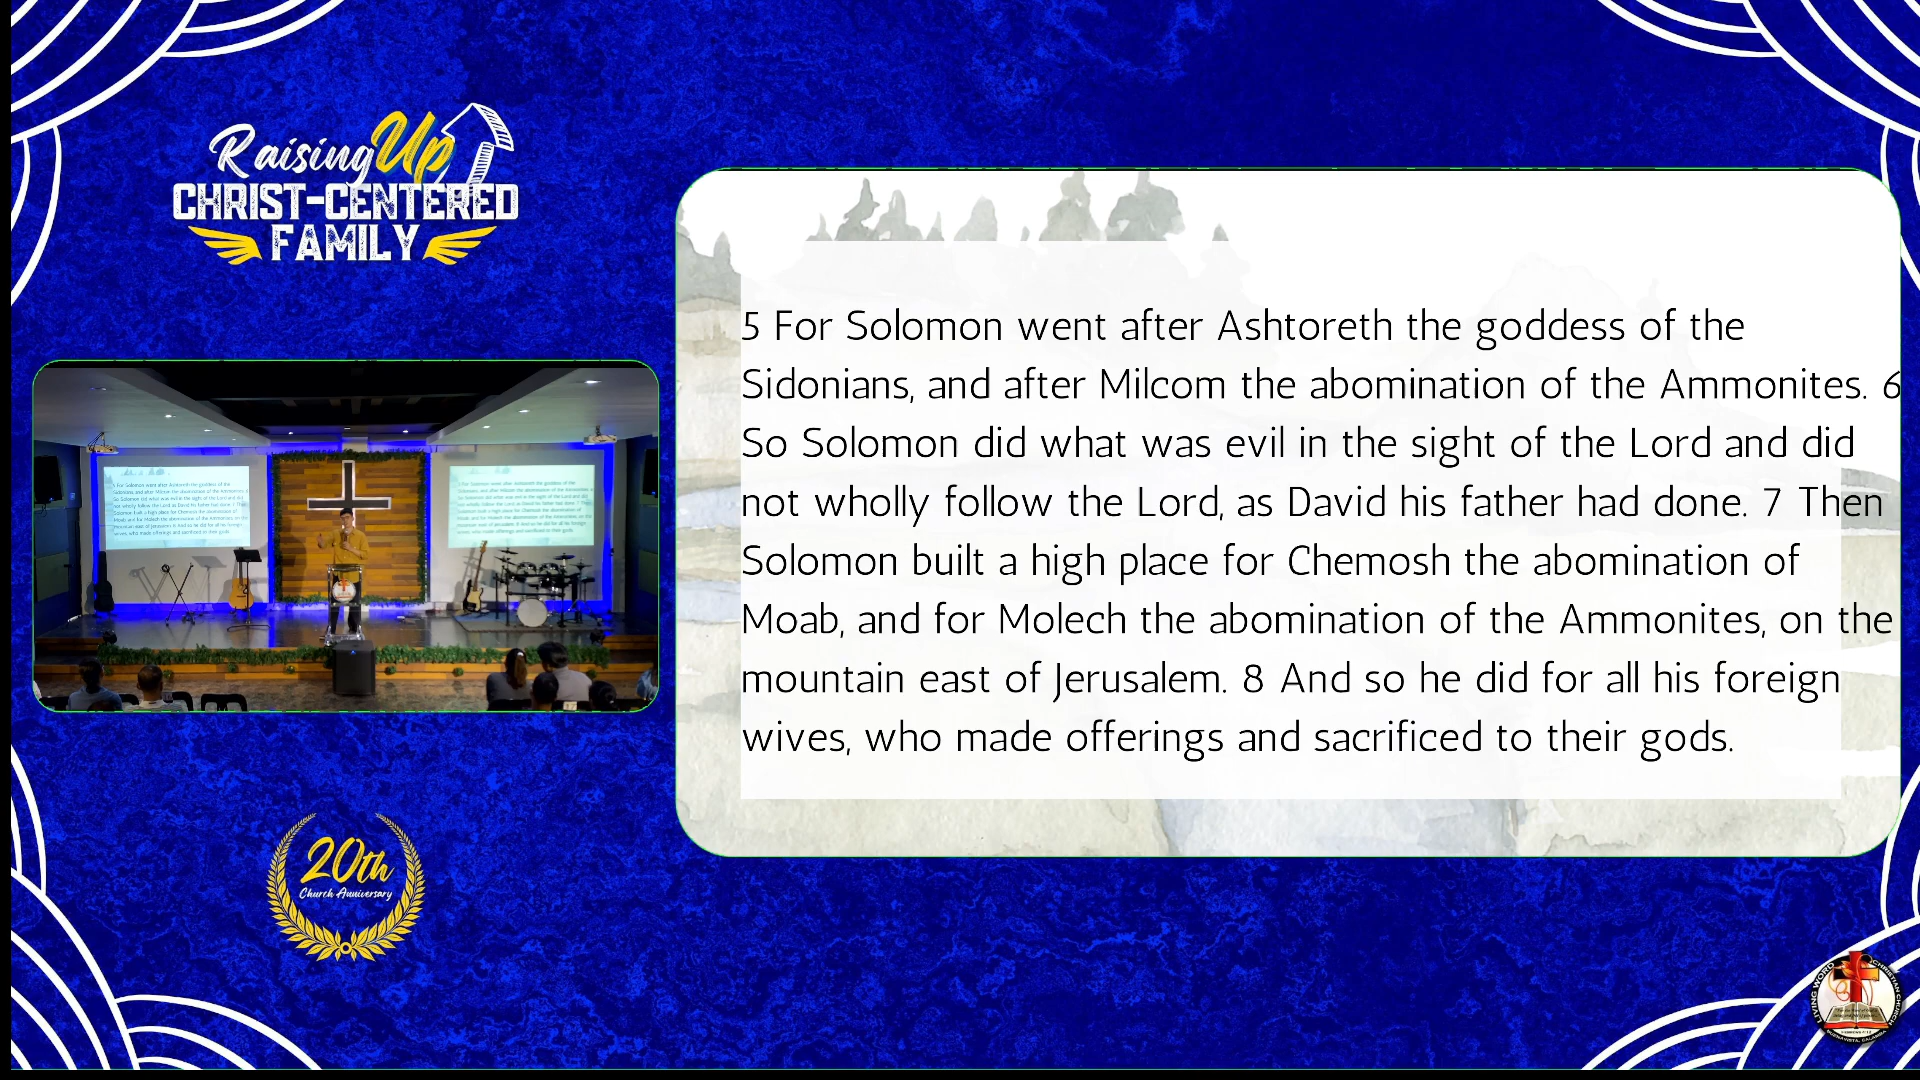 Raising Up
CHRIST-CENTERED
FAMILY
5 For Solomon went after Ashtoreth the goddess of the
Sidonians, and after Milcom the abomination of the Ammonites. 6
So Solomon did what was evil in the sight of the Lord and did
not wholly follow the Lord, as David his father had done. 7 Then
Solomon built a high place for Chemosh the abomination of
Moab, and for Molech the abomination of the Ammonites, on the
mountain east of Jerusalem. 8 And so he did for all his foreign
wives, who made offerings and sacrificed to their gods.
20th
Church Anniversary
LIVING WORD CHRISTIAN CHURCH